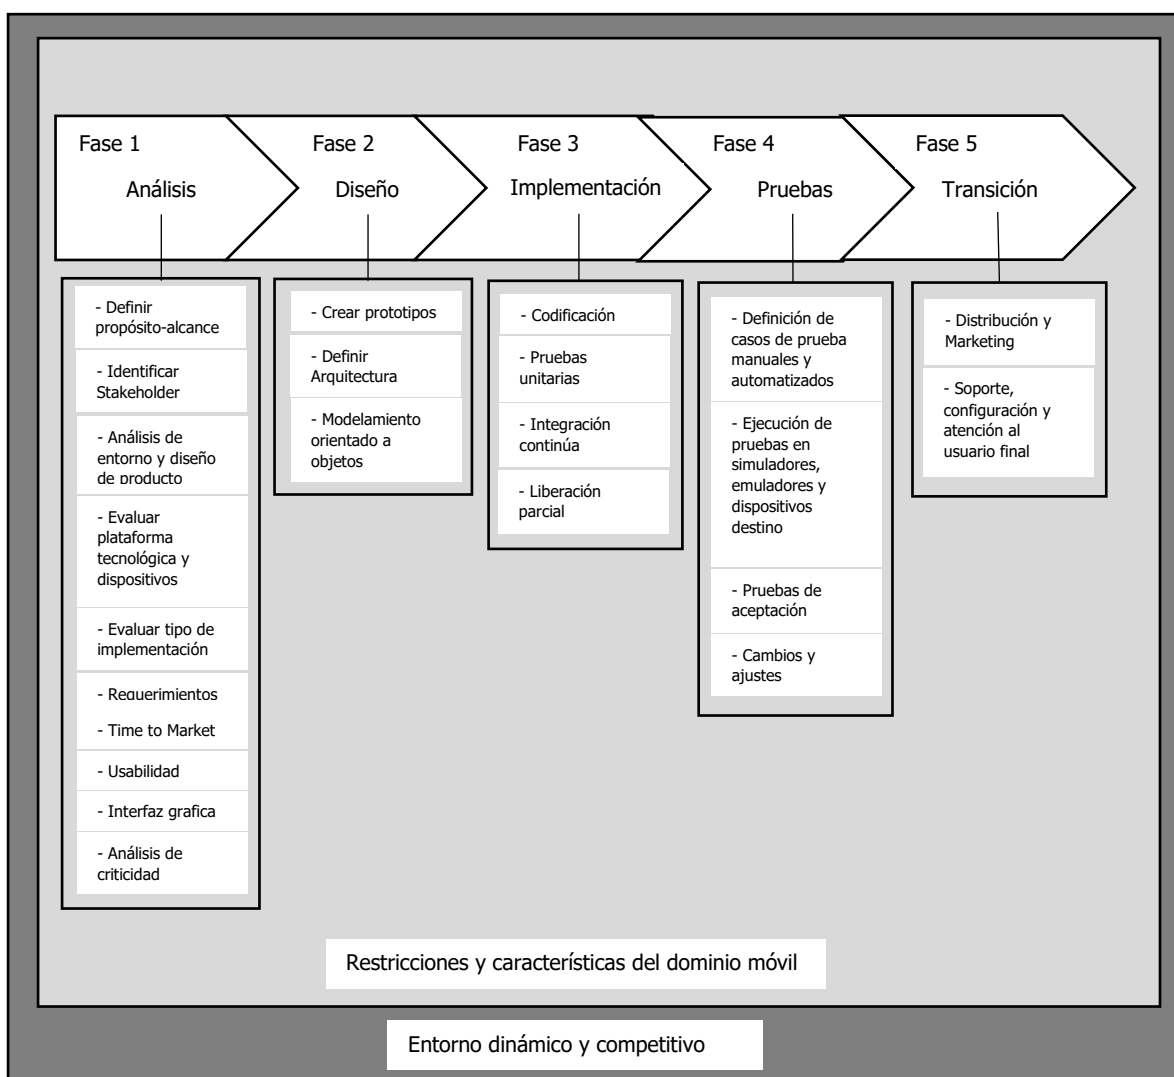 Fase 1
Análisis
Fase 2
Diseño
Fase 3
Implementación
Fase 4
Pruebas
Fase 5
Transición
- Definir
propósito-alcance
- Identificar
Stakeholder
- Análisis de
entorno y diseño
de producto
- Evaluar
plataforma
tecnológica y
dispositivos
- Evaluar tipo de
implementación
- Requerimientos
- Time to Market
- Usabilidad
- Interfaz grafica
- Análisis de
criticidad
- Crear prototipos
- Definir
Arquitectura
- Modelamiento
orientado a
objetos
- Codificación
- Pruebas
unitarias
- Integración
continúa
- Liberación
parcial
- Definición de
casos de prueba
manuales y
automatizados
- Ejecución de
pruebas en
simuladores,
emuladores y
dispositivos
destino
- Pruebas de
aceptación
- Cambios y
ajustes
- Distribución y
Marketing
- Soporte,
configuración y
atención al
usuario final
Restricciones y características del dominio móvil
Entorno dinámico y competitivo